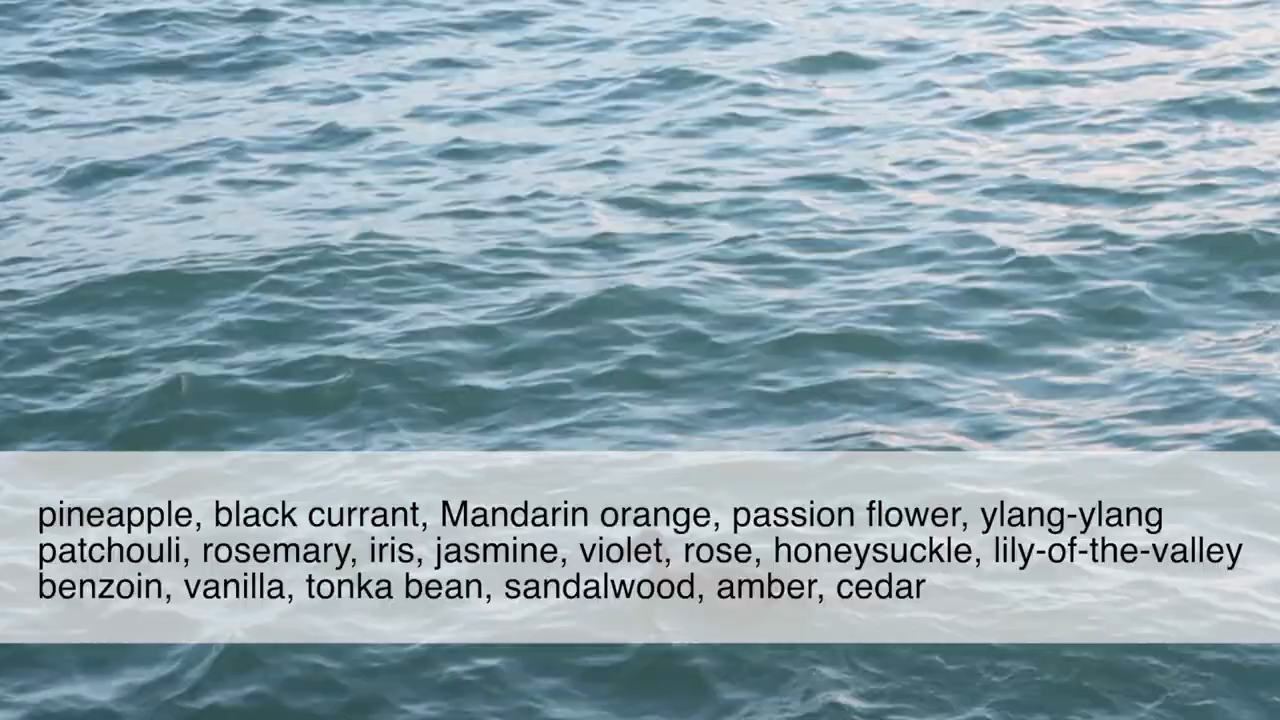 pineapple, black currant, Mandarin orange, passion flower, ylang-ylang
patchouli, rosemary, iris, jasmine, violet, rose, honeysuckle, lily-of-the-valley
benzoin, vanilla, tonka bean, sandalwood, amber, cedar